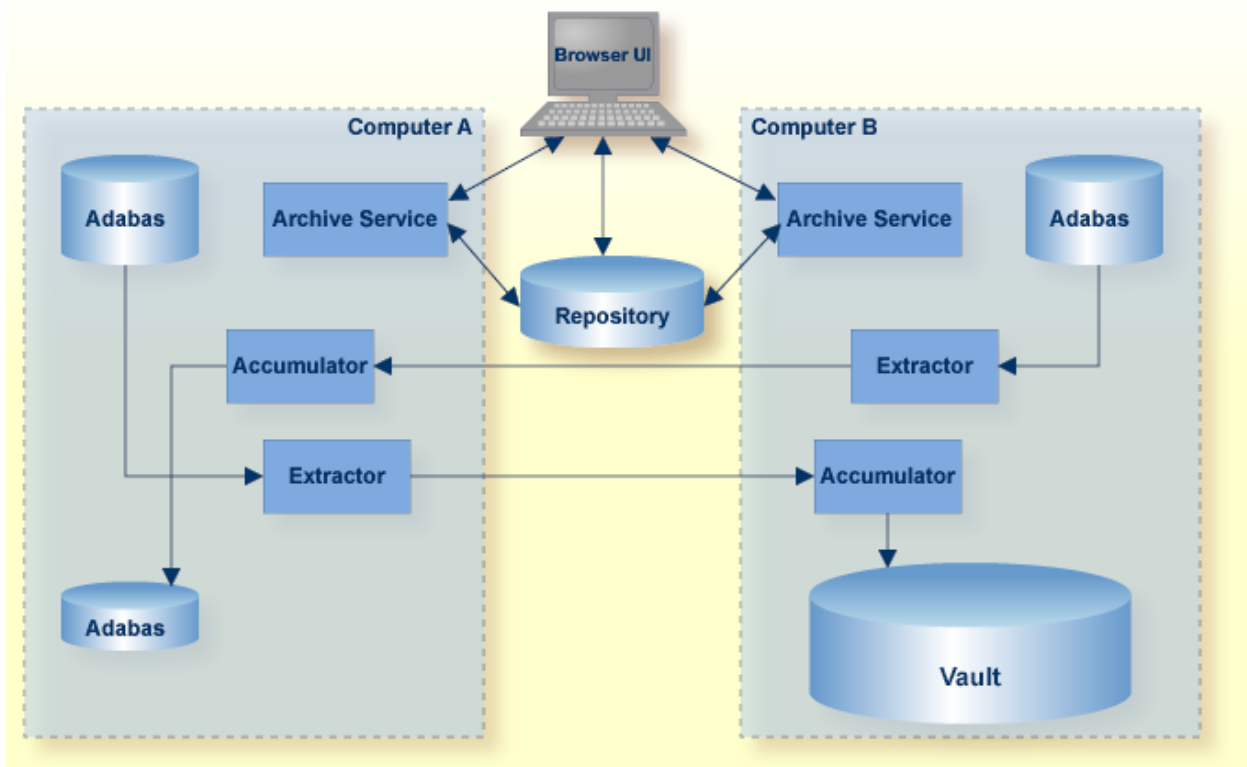 Browser UI
Computer A
Computer B
Adabas
Archive Service
Archive Service
Adabas
Repository
Accumulator
Extractor
Extractor
Accumulator
Adabas
Vault